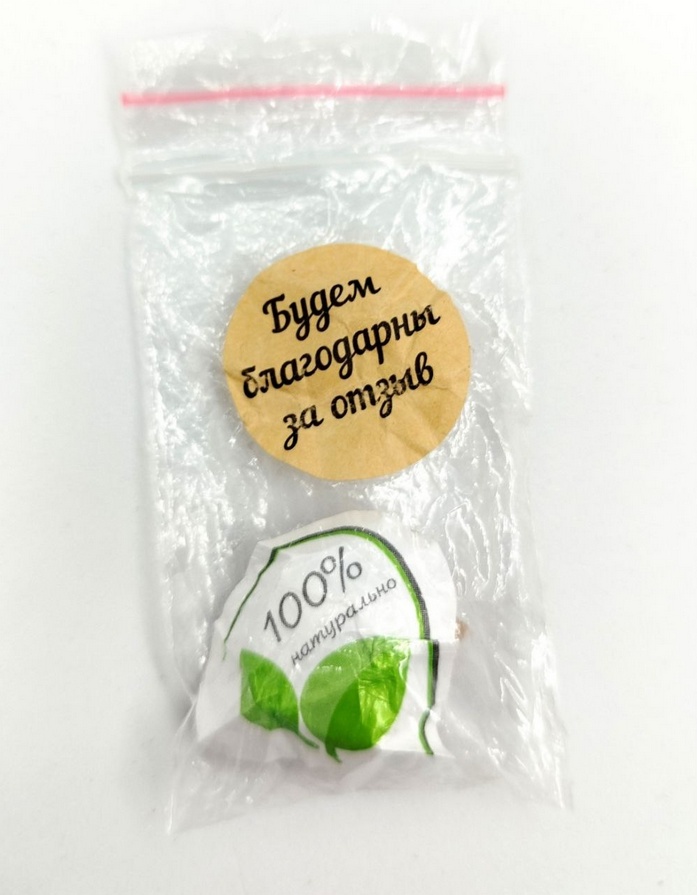 Будем
благодарны
за отзыв
100%
натурально